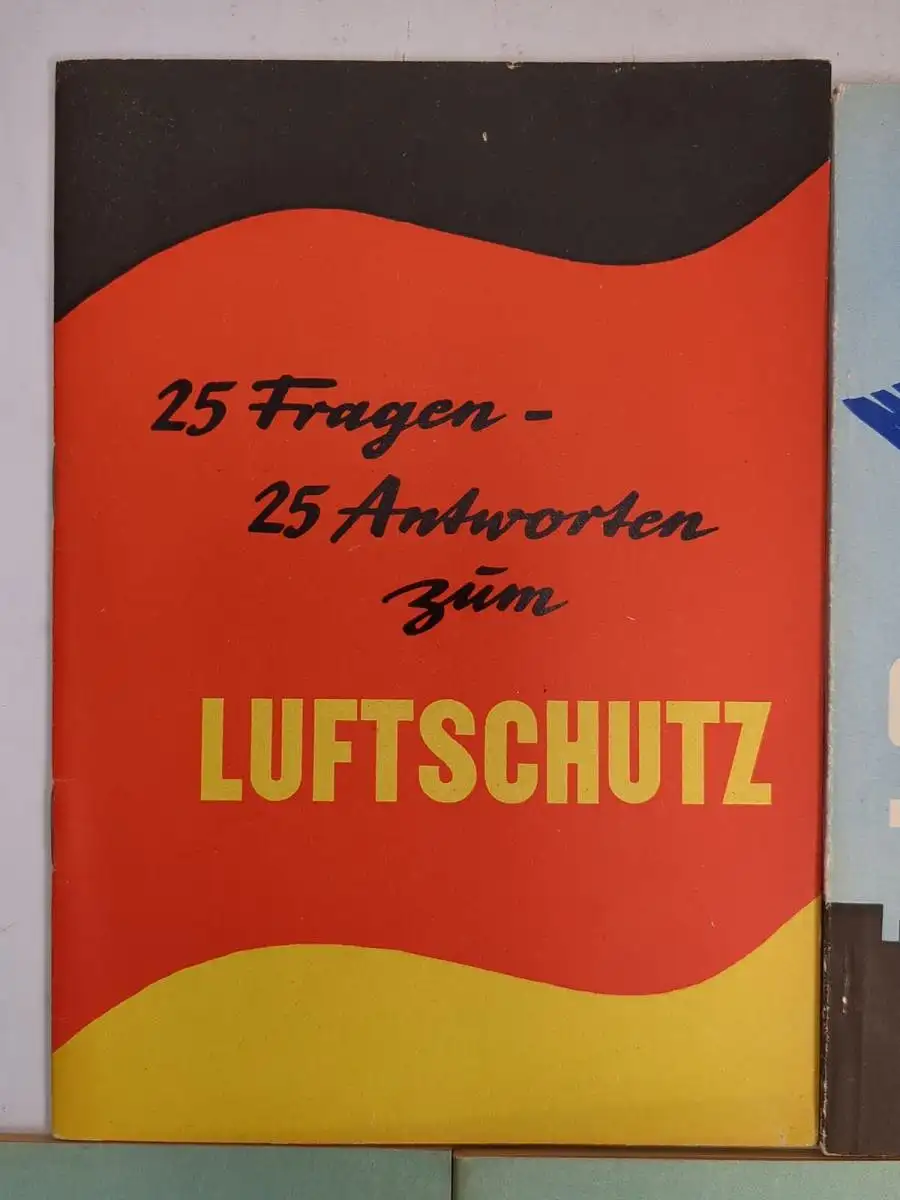 25 Fragen -
25 Antworten
zum
LUFTSCHUTZ